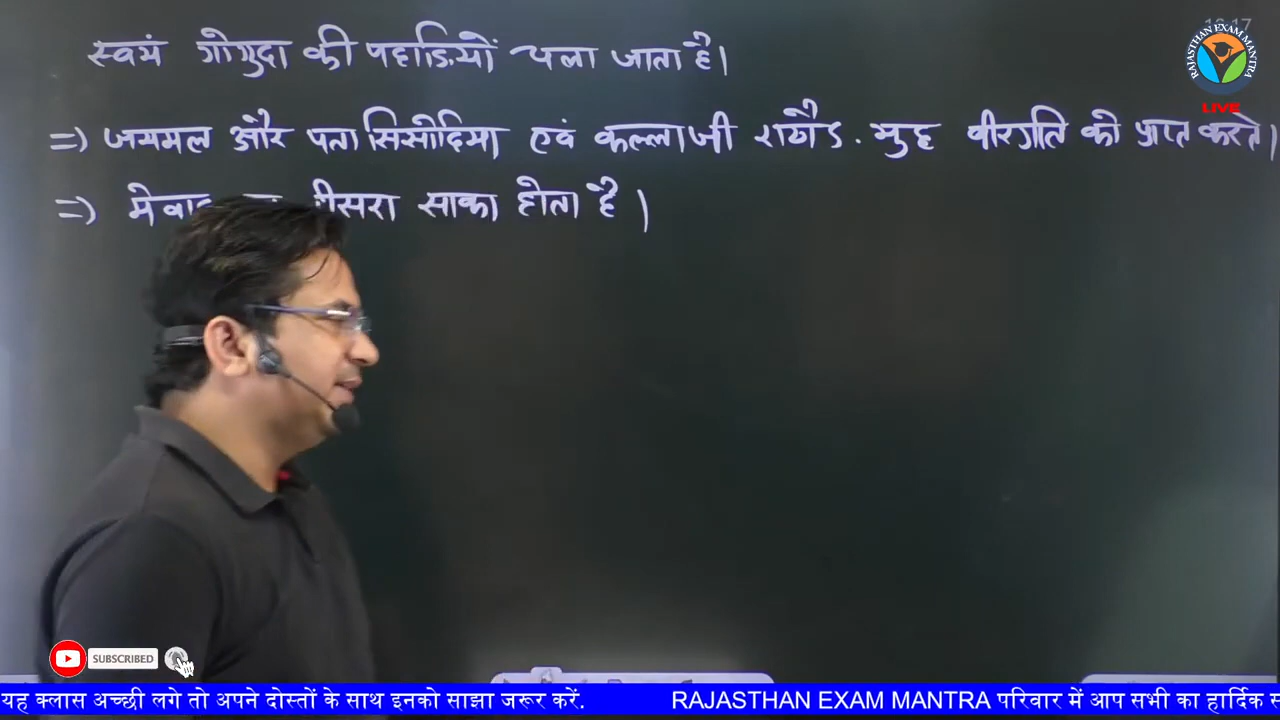 स्वयं गोगुदा की पहाडियों चला जाता है।
RAJASTHAN EXAM MANTRA
LIVE
=> जयमल और पता सिसोदिया एवं कल्लाजी राठौड. युद्ध वीरगति को प्राप्त करते।
=> मेवाड तीसरा साका होता है।
SUBSCRIBED
यह क्लास अच्छी लगे तो अपने दोस्तों के साथ इनको साझा जरूर करें. RAJASTHAN EXAM MANTRA परिवार में आप सभी का हार्दिक